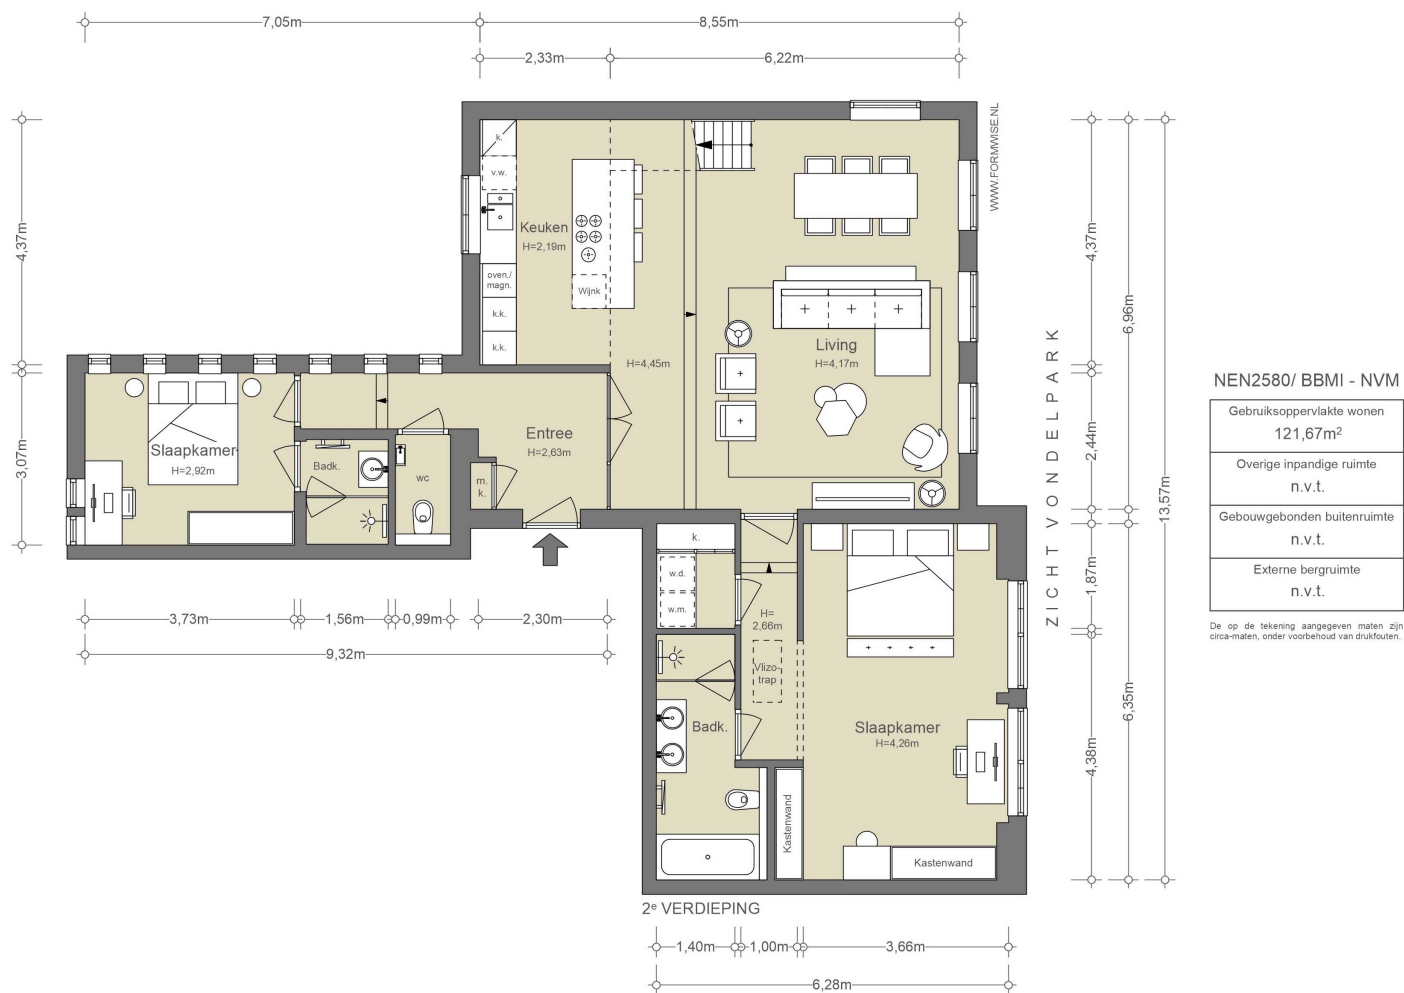 7,05m
8,55m
2,33m
6,22m
WWW.FORMWISE.NL
k.
v.w.
Keuken
H=2,19m
oven./
magn.
k.k.
k.k.
Wijnk
H=4,45m
Living
H=4,17m
4,37m
3,07m
Slaapkamer
H=2,92m
Badk.
wc
m.
k.
Entree
H=2,63m
3,73m
1,56m
0,99m
2,30m
9,32m
k.
w.d.
w.m.
H=
2,66m
Vlizo-
trap
Badk.
Slaapkamer
H=4,26m
Kastenwand
Kastenwand
ZICHT VONDELPARK
4,37m
2,44m
1,87m
4,38m
6,96m
6,35m
13,57m
2e VERDIEPING
1,40m
1,00m
3,66m
6,28m
NEN2580/ BBMI - NVM
Gebruiksoppervlakte wonen
121,67m²
Overige inpandige ruimte
n.v.t.
Gebouwgebonden buitenruimte
n.v.t.
Externe bergruimte
n.v.t.
De op de tekening aangegeven maten zijn
circa-maten, onder voorbehoud van drukfouten.